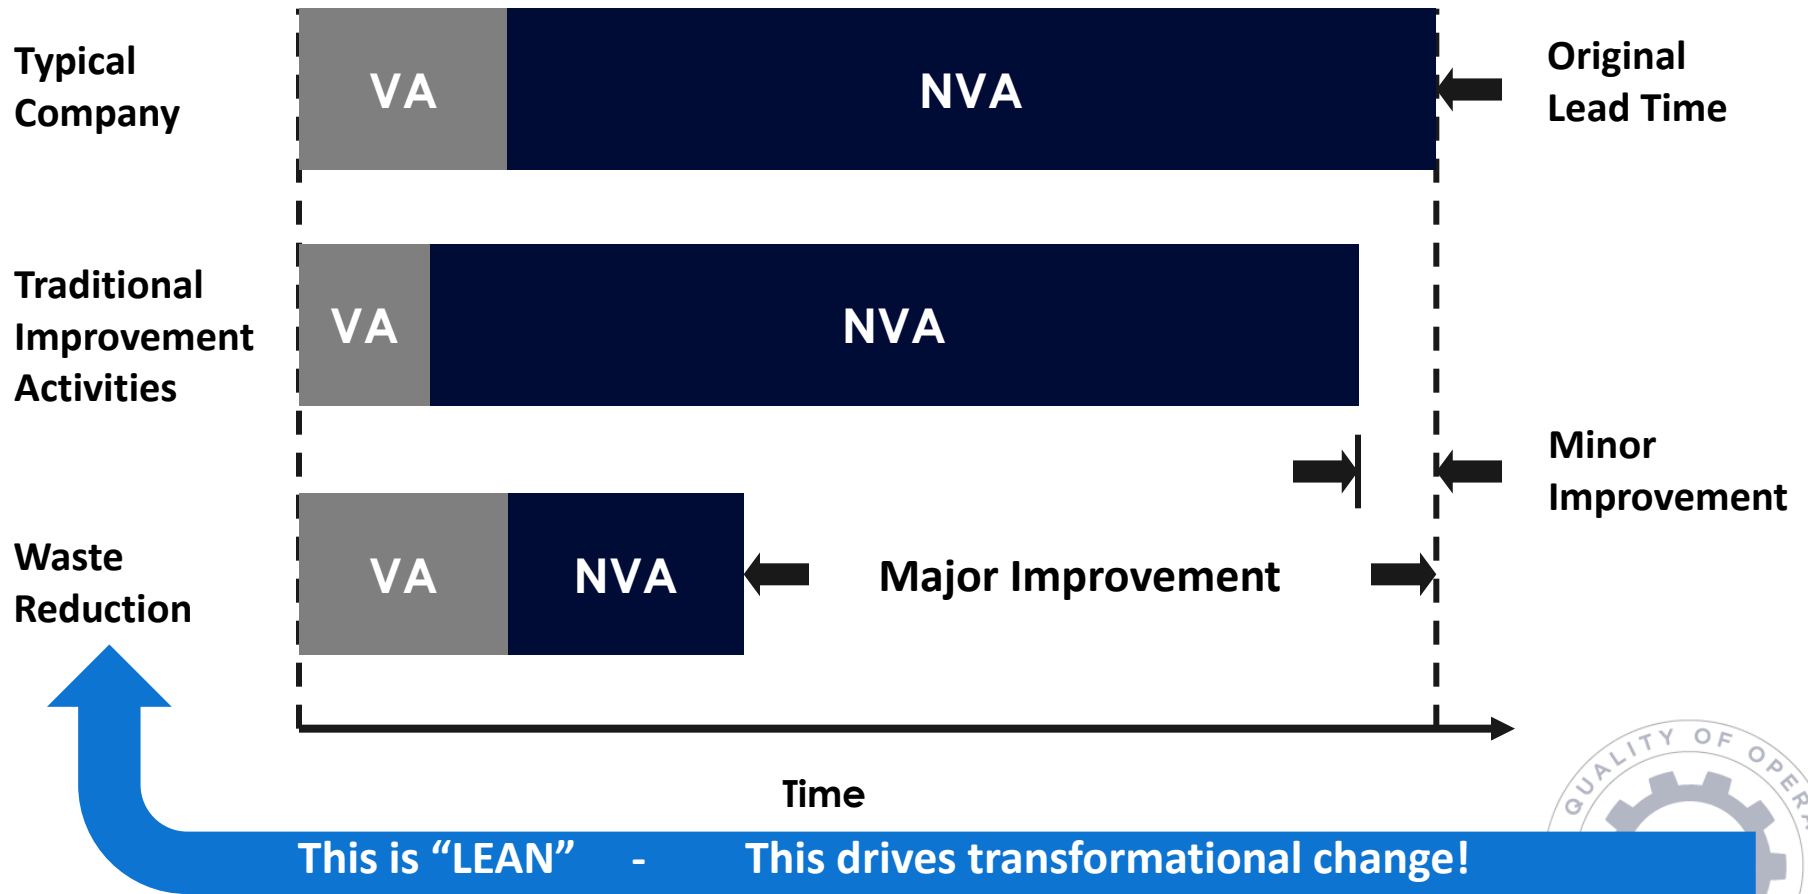 Typical
Company
VA
NVA
Original
Lead Time
Traditional
Improvement
Activities
VA
NVA
Minor
Improvement
Waste
Reduction
VA
NVA
Major Improvement
Time
This is “LEAN” - This drives transformational change!
QUALITY OF